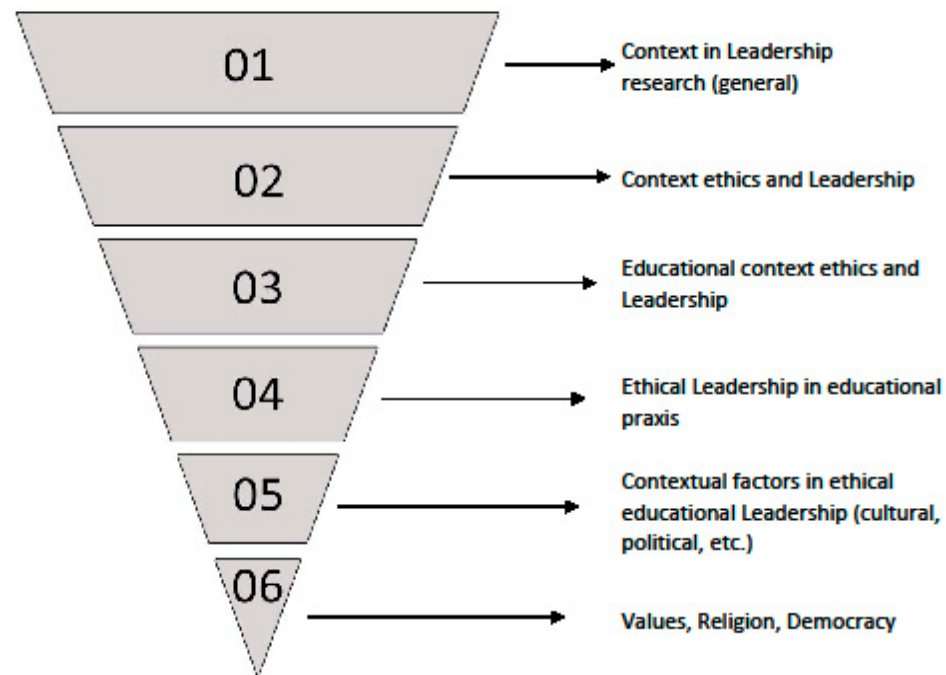 01
Context in Leadership
research (general)
02
Context ethics and Leadership
03
Educational context ethics and
Leadership
04
Ethical Leadership in educational
praxis
05
Contextual factors in ethical
educational Leadership (cultural,
political, etc.)
06
Values, Religion, Democracy